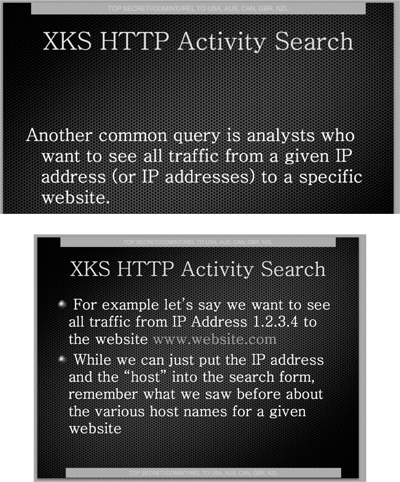 TOP SECRET//COMINT//REL TO USA, AUS, CAN, GBR, NZL
XKS HTTP Activity Search
Another common query is analysts who
want to see all traffic from a given IP
address (or IP addresses) to a specific
website.
TOP SECRET//COMINT//REL TO USA, AUS, CAN, GBR, NZL
XKS HTTP Activity Search
For example let's say we want to see
all traffic from IP Address 1.2.3.4 to
the website www.website.com
While we can just put the IP address
and the “host” into the search form,
remember what we saw before about
the various host names for a given
website
TOP SECRET//COMINT//REL TO USA, AUS, CAN, GBR, NZL